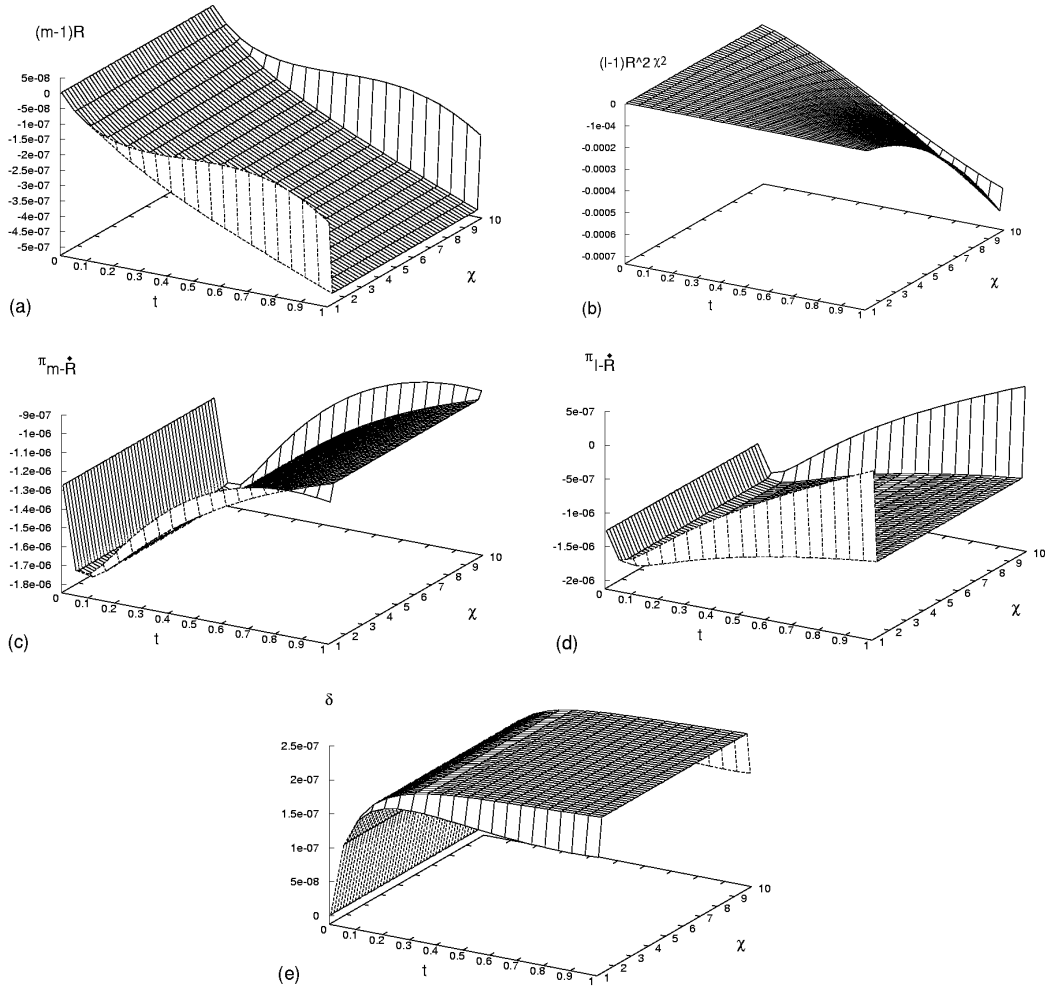 (m-1)R
5e-08
0
-5e-08
-1e-07
-1.5e-07
-2e-07
-2.5e-07
-3e-07
-3.5e-07
-4e-07
-4.5e-07
-5e-07
0 0.1 0.2 0.3 0.4 0.5 0.6 0.7 0.8 0.9 1
t
1 2 3 4 5 6 7 8 9 10
χ
(a)
(l-1)R^2 χ2
0
-1e-04
-0.0002
-0.0003
-0.0004
-0.0005
-0.0006
-0.0007
0 0.1 0.2 0.3 0.4 0.5 0.6 0.7 0.8 0.9 1
t
1 2 3 4 5 6 7 8 9 10
χ
(b)
π m-Ṙ
-9e-07
-1e-06
-1.1e-06
-1.2e-06
-1.3e-06
-1.4e-06
-1.5e-06
-1.6e-06
-1.7e-06
-1.8e-06
0 0.1 0.2 0.3 0.4 0.5 0.6 0.7 0.8 0.9 1
t
1 2 3 4 5 6 7 8 9 10
χ
(c)
π l-Ṙ
5e-07
0
-5e-07
-1e-06
-1.5e-06
-2e-06
0 0.1 0.2 0.3 0.4 0.5 0.6 0.7 0.8 0.9 1
t
1 2 3 4 5 6 7 8 9 10
χ
(d)
δ
2.5e-07
2e-07
1.5e-07
1e-07
5e-08
0
0 0.1 0.2 0.3 0.4 0.5 0.6 0.7 0.8 0.9 1
t
1 2 3 4 5 6 7 8 9 10
χ
(e)